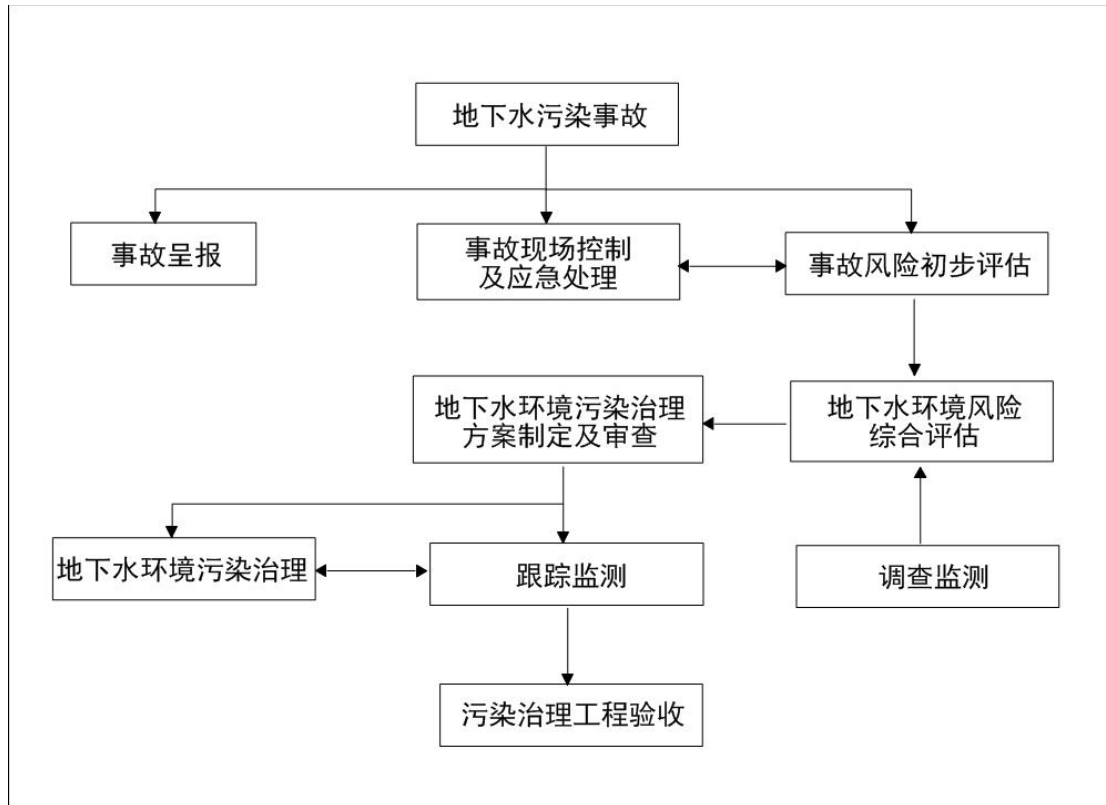 地下水污染事故
事故呈报
事故现场控制
及应急处理
事故风险初步评估
地下水环境污染治理
方案制定及审查
地下水环境风险
综合评估
地下水环境污染治理
跟踪监测
调查监测
污染治理工程验收